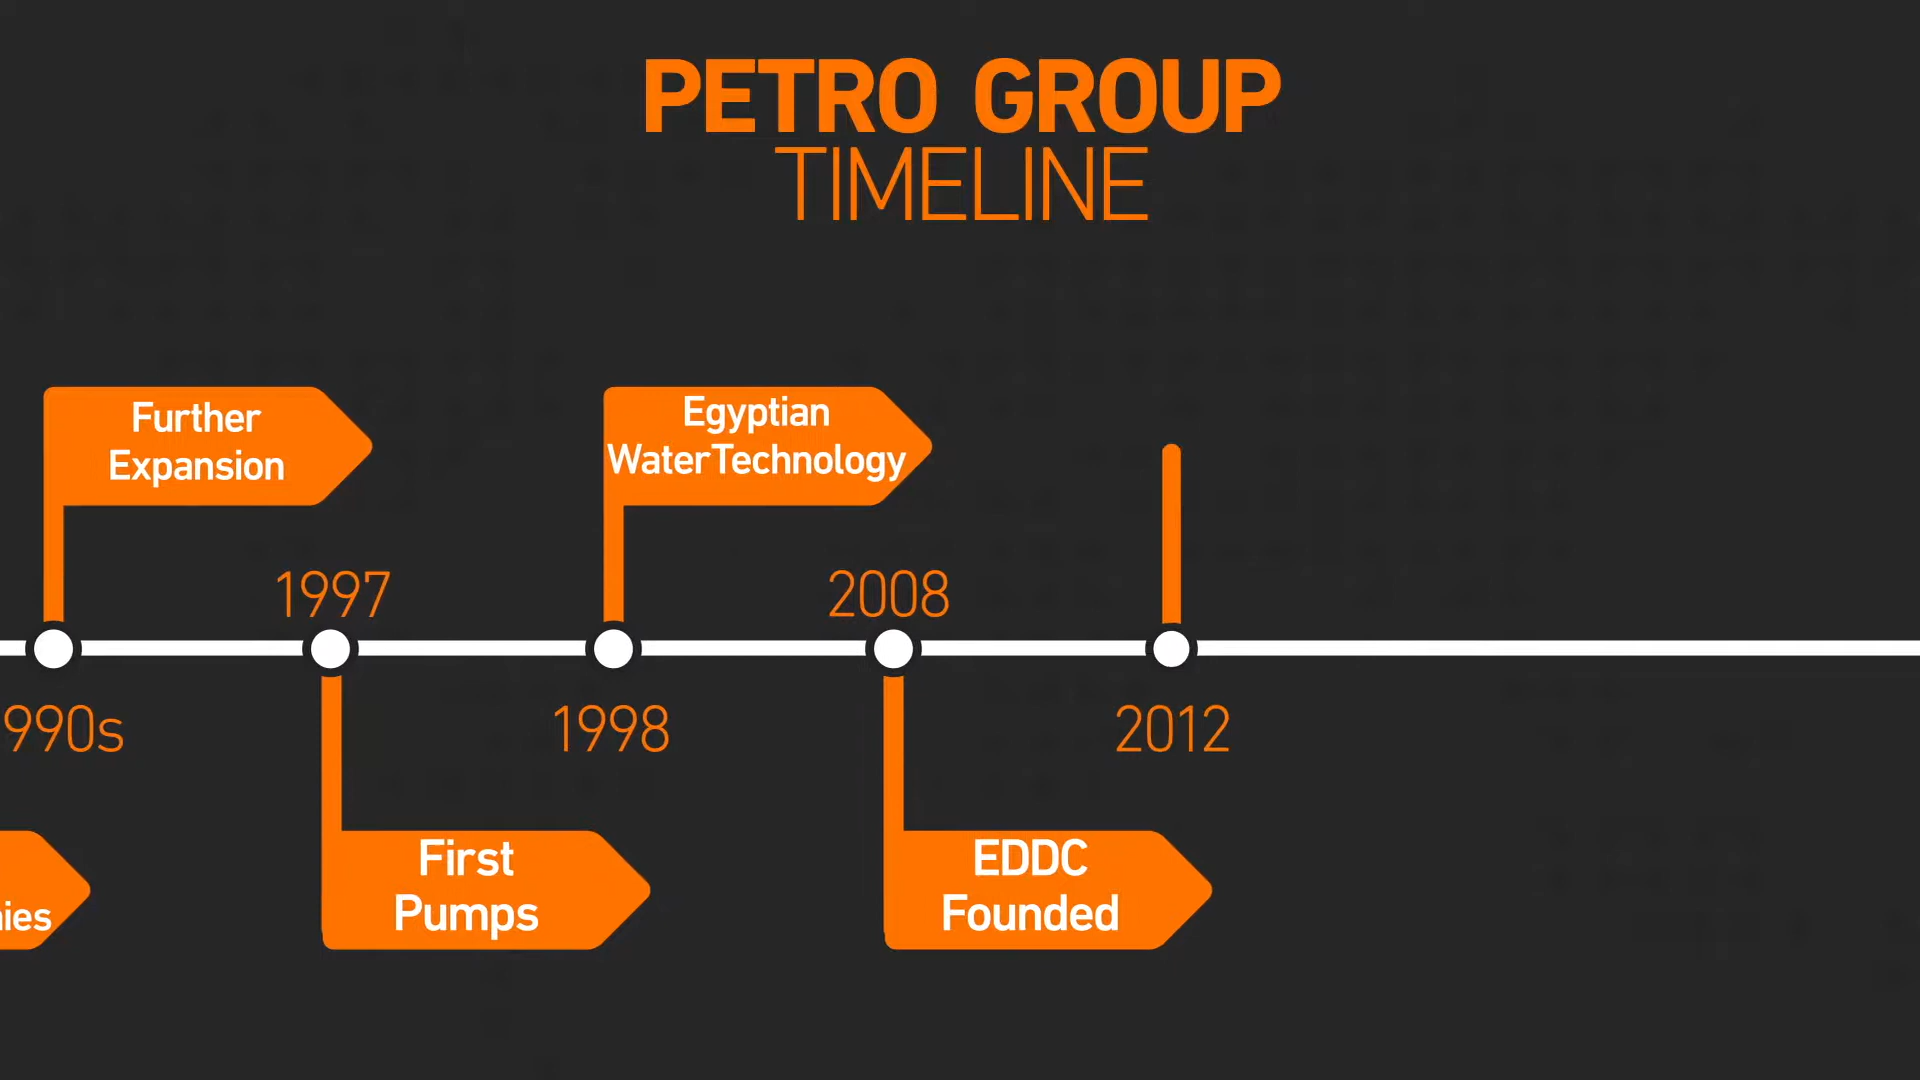 PETRO GROUP
TIMELINE
Further
Expansion
Egyptian
WaterTechnology
1997
2008
990s
1998
2012
First
Pumps
EDDC
Founded
ies